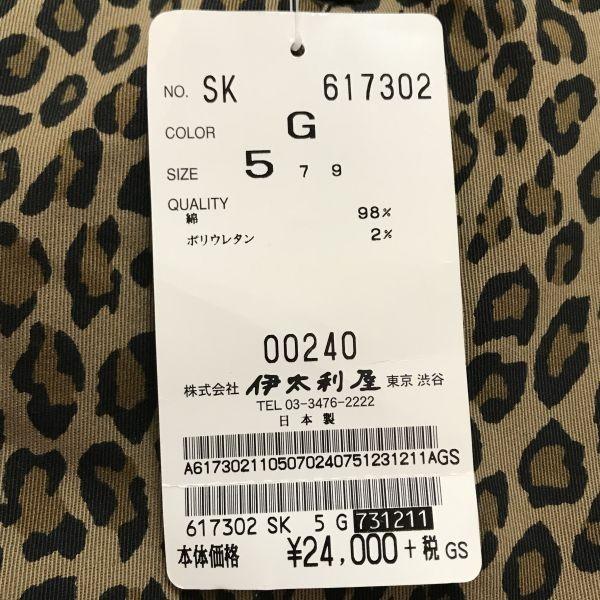 NO. SK 617302
COLOR G
SIZE 5 7 9
QUALITY
綿 98%
ポリウレタン 2%
00240
株式会社 伊太利屋 東京 渋谷
TEL 03-3476-2222
日本製
A6173021105070240751231211AGS
617302 SK 5 G 731211
本体価格 ¥24,000+税 GS